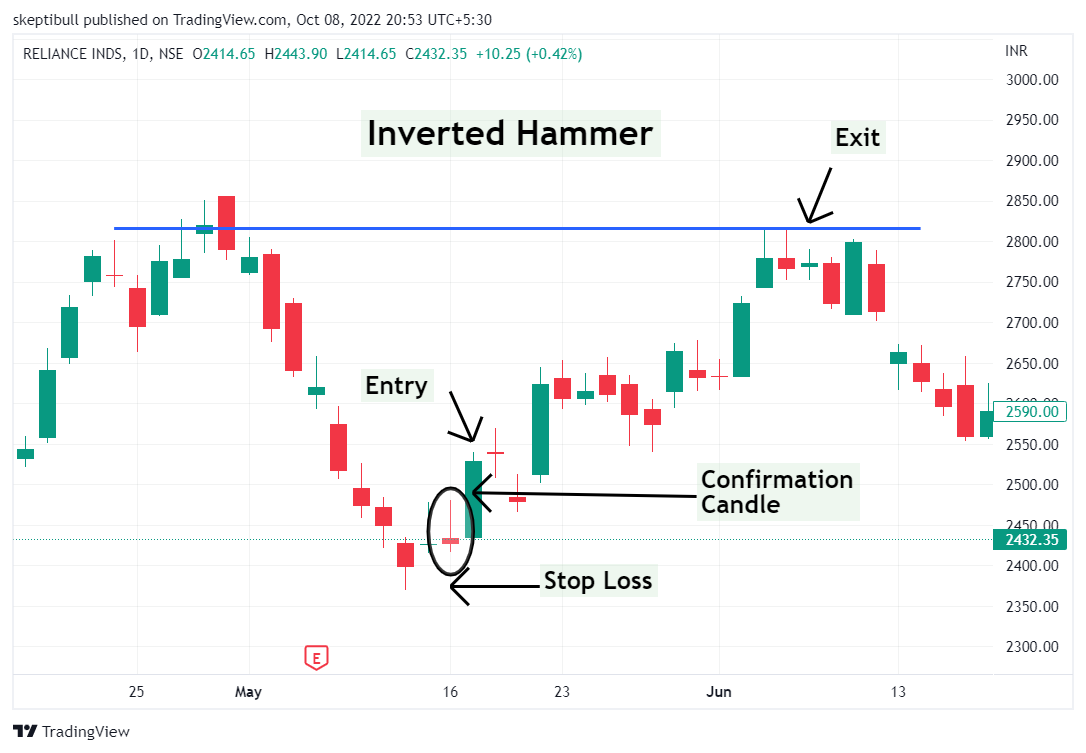 skeptibull published on TradingView.com, Oct 08, 2022 20:53 UTC+5:30
RELIANCE INDS, 1D, NSE O2414.65 H2443.90 L2414.65 C2432.35 +10.25 (+0.42%)
INR
3000.00
Inverted Hammer
2950.00
Exit
2900.00
2850.00
2800.00
2750.00
2700.00
2650.00
2600.00
Entry
2590.00
2550.00
Confirmation
Candle
2500.00
2450.00
2432.35
Stop Loss
2400.00
2350.00
2300.00
E
25 May 16 23 Jun 13
TradingView